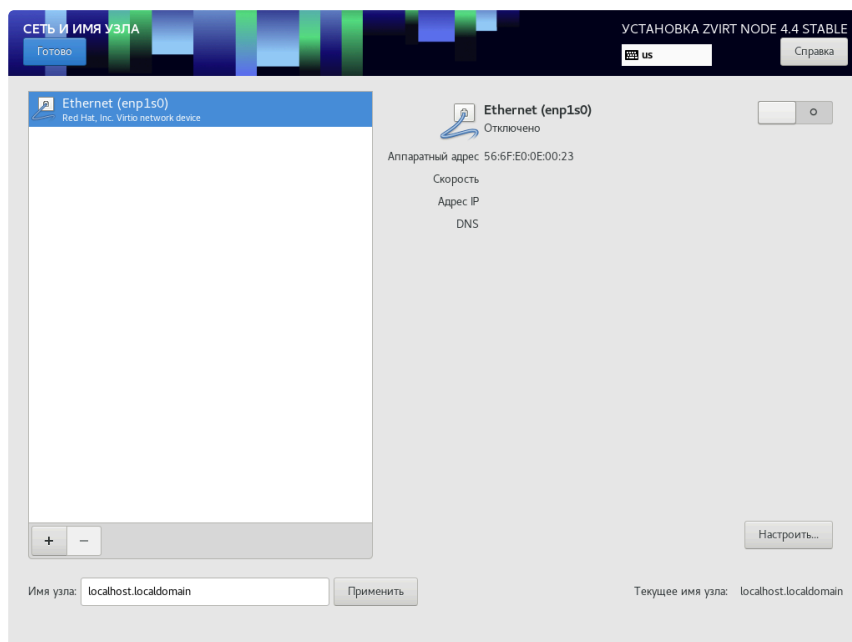 СЕТЬ И ИМЯ УЗЛА
УСТАНОВКА ZVIRT NODE 4.4 STABLE
Готово
us
Справка
Ethernet (enp1s0)
Red Hat, Inc. Virtio network device
Ethernet (enp1s0)
Отключено
Аппаратный адрес 56:6F:E0:0E:00:23
Скорость
Адрес IP
DNS
+ −
Настроить...
Имя узла: localhost.localdomain Применить Текущее имя узла: localhost.localdomain